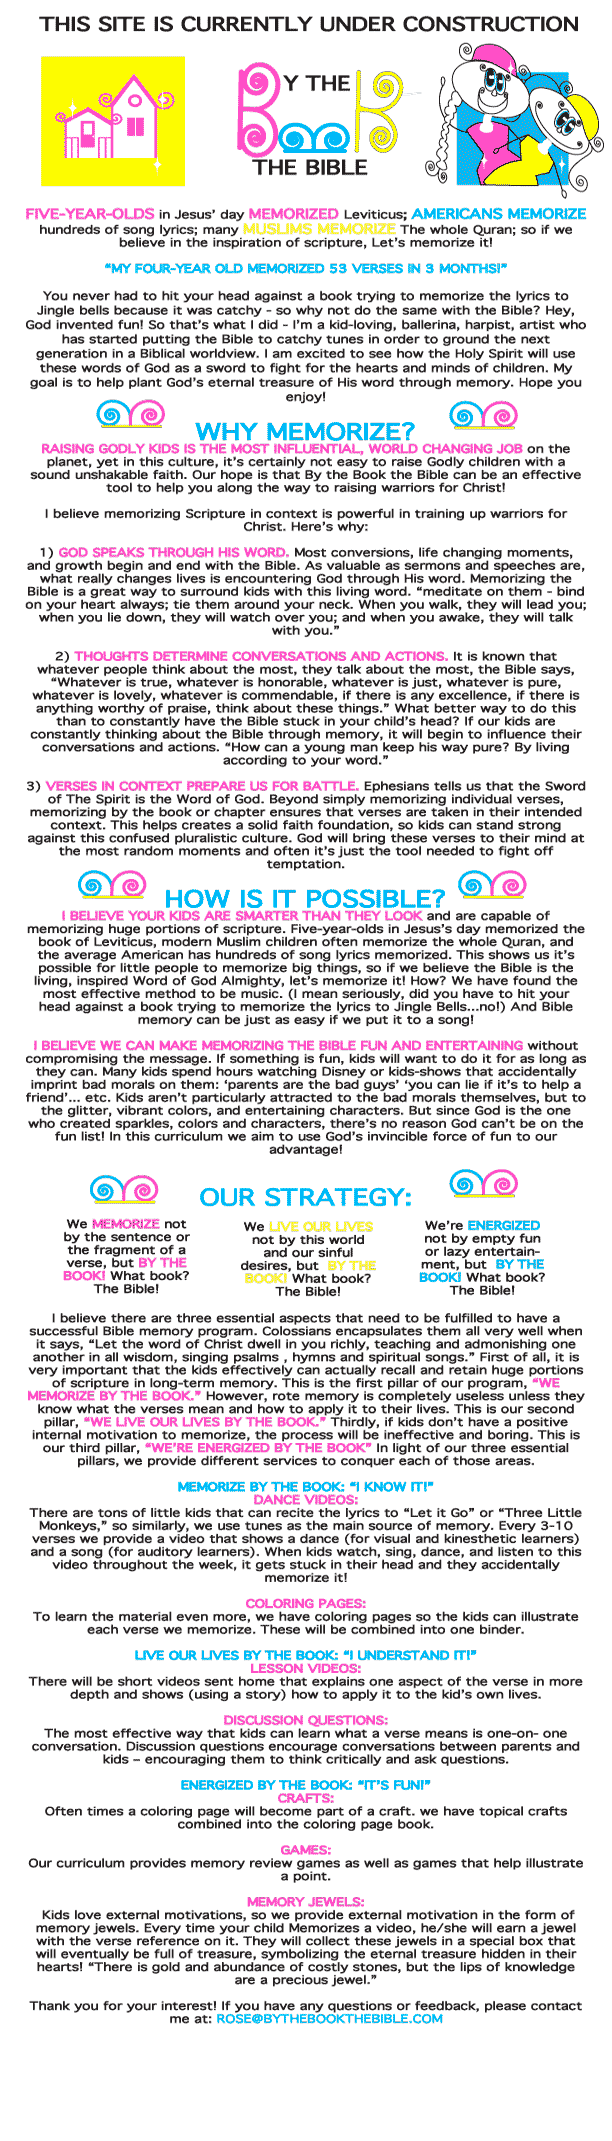 THIS SITE IS CURRENTLY UNDER CONSTRUCTION
BY THE
Book
THE BIBLE
FIVE-YEAR-OLDS in Jesus' day MEMORIZED Leviticus; AMERICANS MEMORIZE
hundreds of song lyrics; many MUSLIMS MEMORIZE The whole Quran; so if we
believe in the inspiration of scripture, Let's memorize it!
"MY FOUR-YEAR OLD MEMORIZED 53 VERSES IN 3 MONTHS!"
You never had to hit your head against a book trying to memorize the lyrics to
Jingle bells because it was catchy - so why not do the same with the Bible? Hey,
God invented fun! So that's what I did - I'm a kid-loving, ballerina, harpist, artist who
has started putting the Bible to catchy tunes in order to ground the next
generation in a Biblical worldview. I am excited to see how the Holy Spirit will use
these words of God as a sword to fight for the hearts and minds of children. My
goal is to help plant God's eternal treasure of His word through memory. Hope you
enjoy!
WHY MEMORIZE?
RAISING GODLY KIDS IS THE MOST INFLUENTIAL, WORLD CHANGING JOB on the
planet, yet in this culture, it's certainly not easy to raise Godly children with a
sound unshakable faith. Our hope is that By the Book the Bible can be an effective
tool to help you along the way to raising warriors for Christ!
I believe memorizing Scripture in context is powerful in training up warriors for
Christ. Here's why:
1) GOD SPEAKS THROUGH HIS WORD. Most conversions, life changing moments,
and growth begin and end with the Bible. As valuable as sermons and speeches are,
what really changes lives is encountering God through His word. Memorizing the
Bible is a great way to surround kids with this living word. "meditate on them - bind
on your heart always; tie them around your neck. When you walk, they will lead you;
when you lie down, they will watch over you; and when you awake, they will talk
with you."
2) THOUGHTS DETERMINE CONVERSATIONS AND ACTIONS. It is known that
whatever people think about the most, they talk about the most, the Bible says,
"Whatever is true, whatever is honorable, whatever is just, whatever is pure,
whatever is lovely, whatever is commendable, if there is any excellence, if there is
anything worthy of praise, think about these things." What better way to do this
than to constantly have the Bible stuck in your child's head? If our kids are
constantly thinking about the Bible through memory, it will begin to influence their
conversations and actions. "How can a young man keep his way pure? By living
according to your word."
3) VERSES IN CONTEXT PREPARE US FOR BATTLE. Ephesians tells us that the Sword
of The Spirit is the Word of God. Beyond simply memorizing individual verses,
memorizing by the book or chapter ensures that verses are taken in their intended
context. This helps creates a solid faith foundation, so kids can stand strong
against this confused pluralistic culture. God will bring these verses to their mind at
the most random moments and often it's just the tool needed to fight off
temptation.
HOW IS IT POSSIBLE?
I BELIEVE YOUR KIDS ARE SMARTER THAN THEY LOOK and are capable of
memorizing huge portions of scripture. Five-year-olds in Jesus's day memorized the
book of Leviticus, modern Muslim children often memorize the whole Quran, and
the average American has hundreds of song lyrics memorized. This shows us it's
possible for little people to memorize big things, so if we believe the Bible is the
living, inspired Word of God Almighty, let's memorize it! How? We have found the
most effective method to be music. (I mean seriously, did you have to hit your
head against a book trying to memorize the lyrics to Jingle Bells...no!) And Bible
memory can be just as easy if we put it to a song!
I BELIEVE WE CAN MAKE MEMORIZING THE BIBLE FUN AND ENTERTAINING without
compromising the message. If something is fun, kids will want to do it for as long as
they can. Many kids spend hours watching Disney or kids-shows that accidentally
imprint bad morals on them: 'parents are the bad guys' 'you can lie if it's to help a
friend'... etc. Kids aren't particularly attracted to the bad morals themselves, but to
the glitter, vibrant colors, and entertaining characters. But since God is the one
who created sparkles, colors and characters, there's no reason God can't be on the
fun list! In this curriculum we aim to use God's invincible force of fun to our
advantage!
OUR STRATEGY:
We MEMORIZE not
by the sentence or
the fragment of a
verse, but BY THE
BOOK! What book?
The Bible!
We LIVE OUR LIVES
not by this world
and our sinful
desires, but BY THE
BOOK! What book?
The Bible!
We're ENERGIZED
not by empty fun
or lazy entertain-
ment, but BY THE
BOOK! What book?
The Bible!
I believe there are three essential aspects that need to be fulfilled to have a
successful Bible memory program. Colossians encapsulates them all very well when
it says, "Let the word of Christ dwell in you richly, teaching and admonishing one
another in all wisdom, singing psalms , hymns and spiritual songs." First of all, it is
very important that the kids effectively can actually recall and retain huge portions
of scripture in long-term memory. This is the first pillar of our program, "WE
MEMORIZE BY THE BOOK." However, rote memory is completely useless unless they
know what the verses mean and how to apply it to their lives. This is our second
pillar, "WE LIVE OUR LIVES BY THE BOOK." Thirdly, if kids don't have a positive
internal motivation to memorize, the process will be ineffective and boring. This is
our third pillar, "WE'RE ENERGIZED BY THE BOOK" In light of our three essential
pillars, we provide different services to conquer each of those areas.
MEMORIZE BY THE BOOK: "I KNOW IT!"
DANCE VIDEOS:
There are tons of little kids that can recite the lyrics to "Let it Go" or "Three Little
Monkeys," so similarly, we use tunes as the main source of memory. Every 3-10
verses we provide a video that shows a dance (for visual and kinesthetic learners)
and a song (for auditory learners). When kids watch, sing, dance, and listen to this
video throughout the week, it gets stuck in their head and they accidentally
memorize it!
COLORING PAGES:
To learn the material even more, we have coloring pages so the kids can illustrate
each verse we memorize. These will be combined into one binder.
LIVE OUR LIVES BY THE BOOK: "I UNDERSTAND IT!"
LESSON VIDEOS:
There will be short videos sent home that explains one aspect of the verse in more
depth and shows (using a story) how to apply it to the kid's own lives.
DISCUSSION QUESTIONS:
The most effective way that kids can learn what a verse means is one-on- one
conversation. Discussion questions encourage conversations between parents and
kids – encouraging them to think critically and ask questions.
ENERGIZED BY THE BOOK: "IT'S FUN!"
CRAFTS:
Often times a coloring page will become part of a craft. we have topical crafts
combined into the coloring page book.
GAMES:
Our curriculum provides memory review games as well as games that help illustrate
a point.
MEMORY JEWELS:
Kids love external motivations, so we provide external motivation in the form of
memory jewels. Every time your child Memorizes a video, he/she will earn a jewel
with the verse reference on it. They will collect these jewels in a special box that
will eventually be full of treasure, symbolizing the eternal treasure hidden in their
hearts! "There is gold and abundance of costly stones, but the lips of knowledge
are a precious jewel."
Thank you for your interest! If you have any questions or feedback, please contact
me at: ROSE@BYTHEBOOKTHEBIBLE.COM